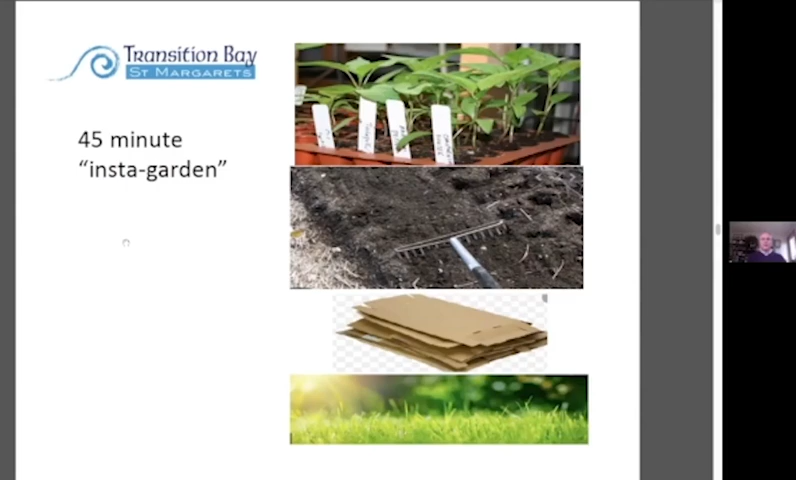 Transition Bay
ST MARGARETS
45 minute
“insta-garden”